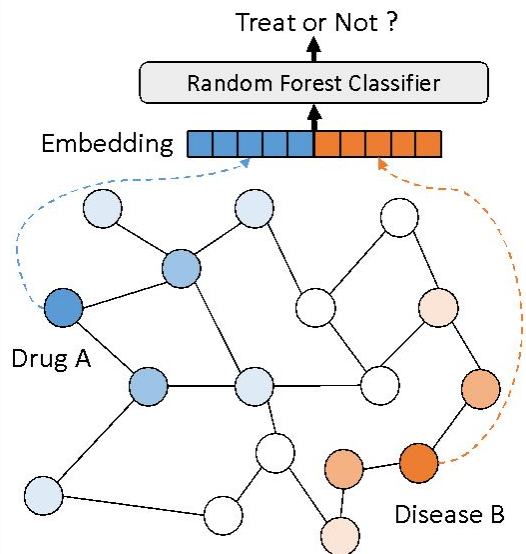 Treat or Not ?
Random Forest Classifier
Embedding
Drug A
Disease B